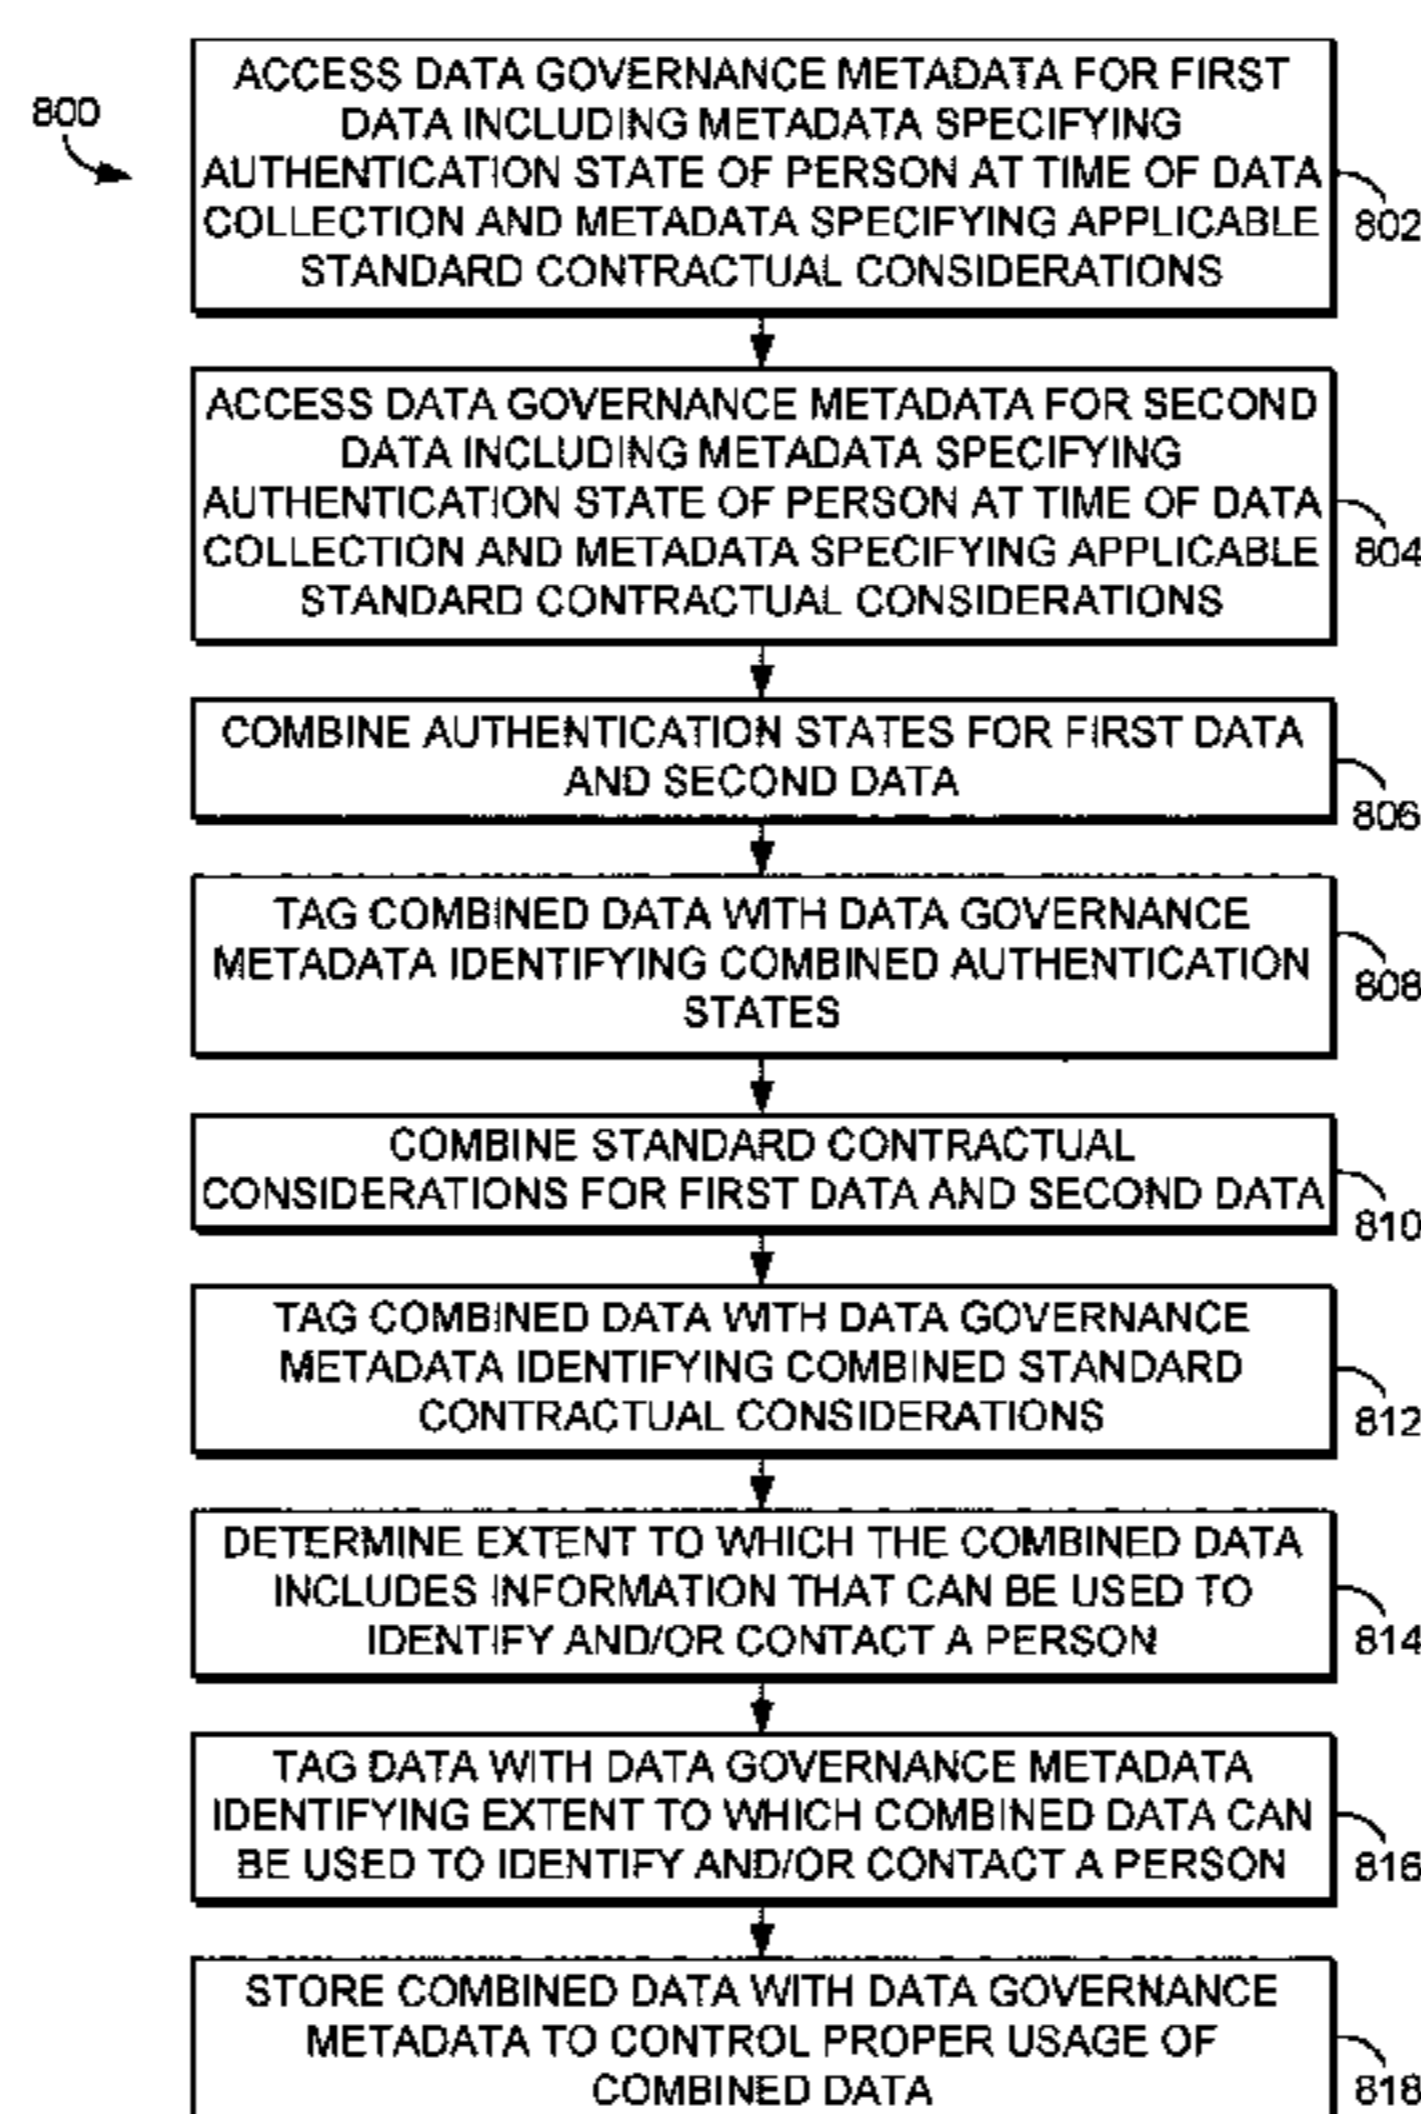 800
ACCESS DATA GOVERNANCE METADATA FOR FIRST
DATA INCLUDING METADATA SPECIFYING
AUTHENTICATION STATE OF PERSON AT TIME OF DATA
COLLECTION AND METADATA SPECIFYING APPLICABLE
STANDARD CONTRACTUAL CONSIDERATIONS
802
ACCESS DATA GOVERNANCE METADATA FOR SECOND
DATA INCLUDING METADATA SPECIFYING
AUTHENTICATION STATE OF PERSON AT TIME OF DATA
COLLECTION AND METADATA SPECIFYING APPLICABLE
STANDARD CONTRACTUAL CONSIDERATIONS
804
COMBINE AUTHENTICATION STATES FOR FIRST DATA
AND SECOND DATA
806
TAG COMBINED DATA WITH DATA GOVERNANCE
METADATA IDENTIFYING COMBINED AUTHENTICATION
STATES
808
COMBINE STANDARD CONTRACTUAL
CONSIDERATIONS FOR FIRST DATA AND SECOND DATA
810
TAG COMBINED DATA WITH DATA GOVERNANCE
METADATA IDENTIFYING COMBINED STANDARD
CONTRACTUAL CONSIDERATIONS
812
DETERMINE EXTENT TO WHICH THE COMBINED DATA
INCLUDES INFORMATION THAT CAN BE USED TO
IDENTIFY AND/OR CONTACT A PERSON
814
TAG DATA WITH DATA GOVERNANCE METADATA
IDENTIFYING EXTENT TO WHICH COMBINED DATA CAN
BE USED TO IDENTIFY AND/OR CONTACT A PERSON
816
STORE COMBINED DATA WITH DATA GOVERNANCE
METADATA TO CONTROL PROPER USAGE OF
COMBINED DATA
818